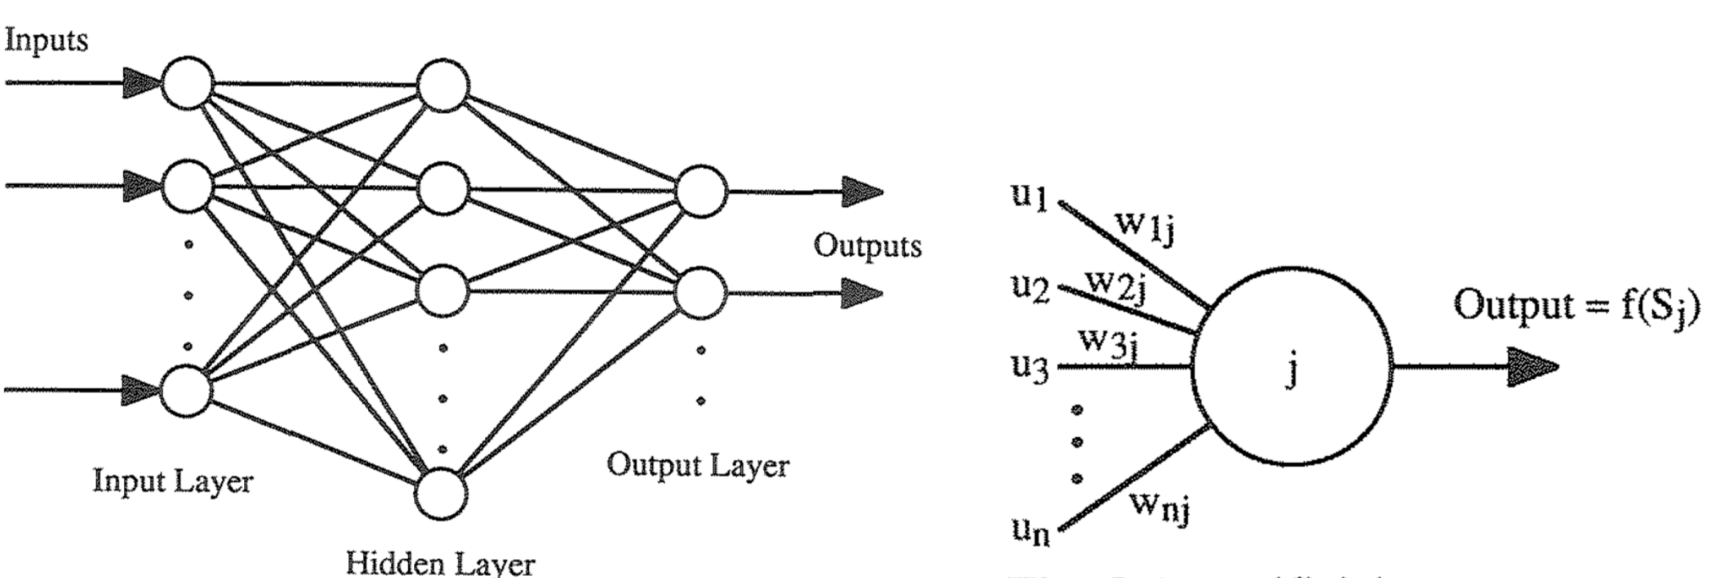 Inputs
Outputs
Input Layer
Output Layer
Hidden Layer
u1
w1j
u2
w2j
u3
w3j
un
wnj
j
Output = f(Sj)